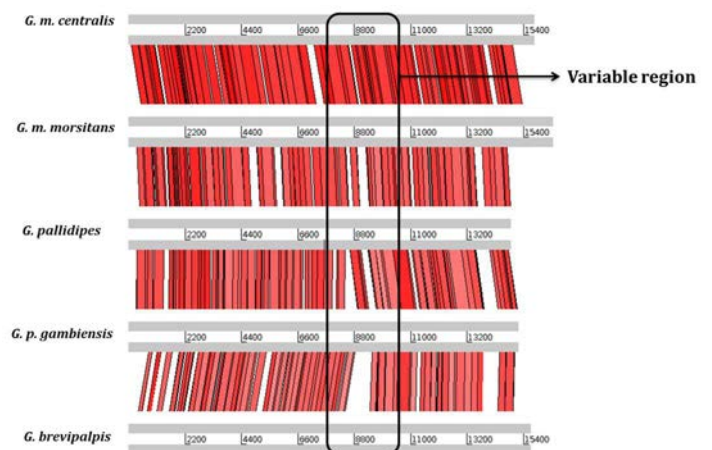 G. m. centralis
2200 4400 6600 8800 11000 13200 15400
Variable region
G. m. morsitans
2200 4400 6600 8800 11000 13200
G. pallidipes
2200 4400 6600 8800 11000 13200
G. p. gambiensis
2200 4400 6600 8800 11000 13200
G. brevipalpis
2200 4400 6600 8800 11000 13200 15400